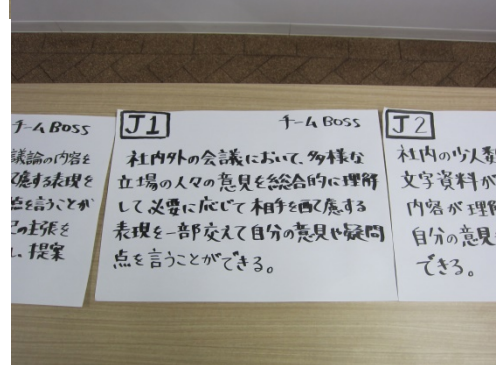 チームBOSS
議論の内容を
配慮する表現を
点を言うことが
の主張を
し、提案
J1
チームBOSS
社内外の会議において、多様な
立場の人々の意見を総合的に理解
して必要に応じて相手を配慮する
表現を一部交えて自分の意見や疑問
点を言うことができる。
J2
社内の少人数
文字資料が
内容が理解
自分の意見
できる。